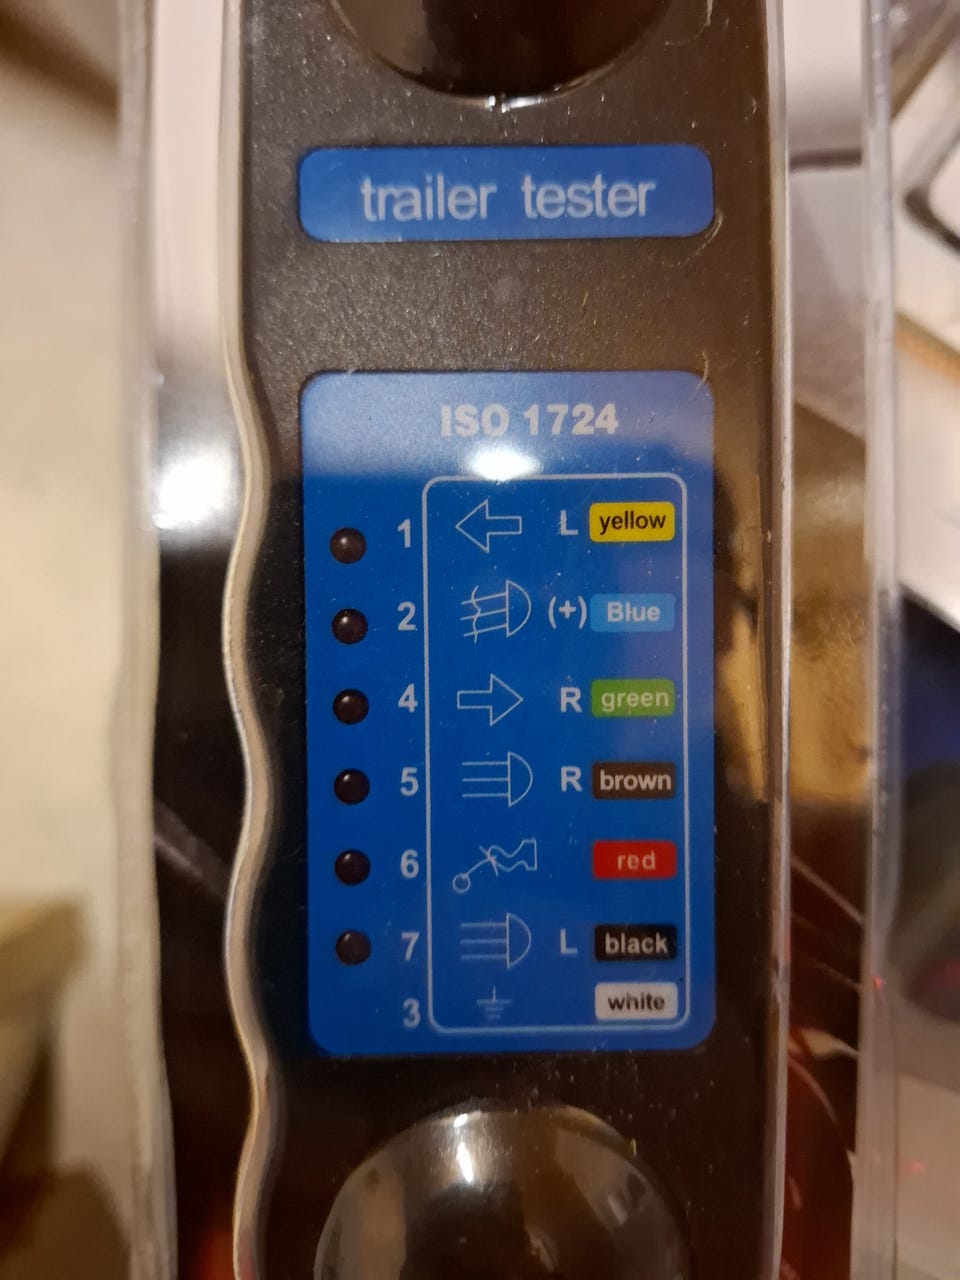 trailer tester
ISO 1724
1 L yellow
2 (+) Blue
4 R green
5 R brown
6 red
7 L black
3 white